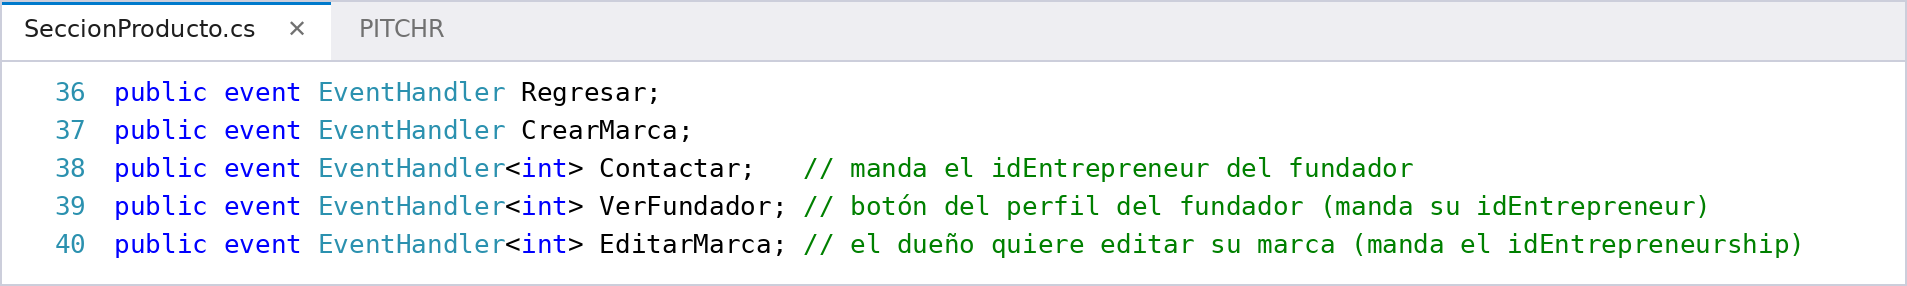 SeccionProducto.cs ✕ PITCHR
36 public event EventHandler Regresar;
37 public event EventHandler CrearMarca;
38 public event EventHandler<int> Contactar;   // manda el idEntrepreneur del fundador
39 public event EventHandler<int> VerFundador; // botón del perfil del fundador (manda su idEntrepreneur)
40 public event EventHandler<int> EditarMarca; // el dueño quiere editar su marca (manda el idEntrepreneurship)